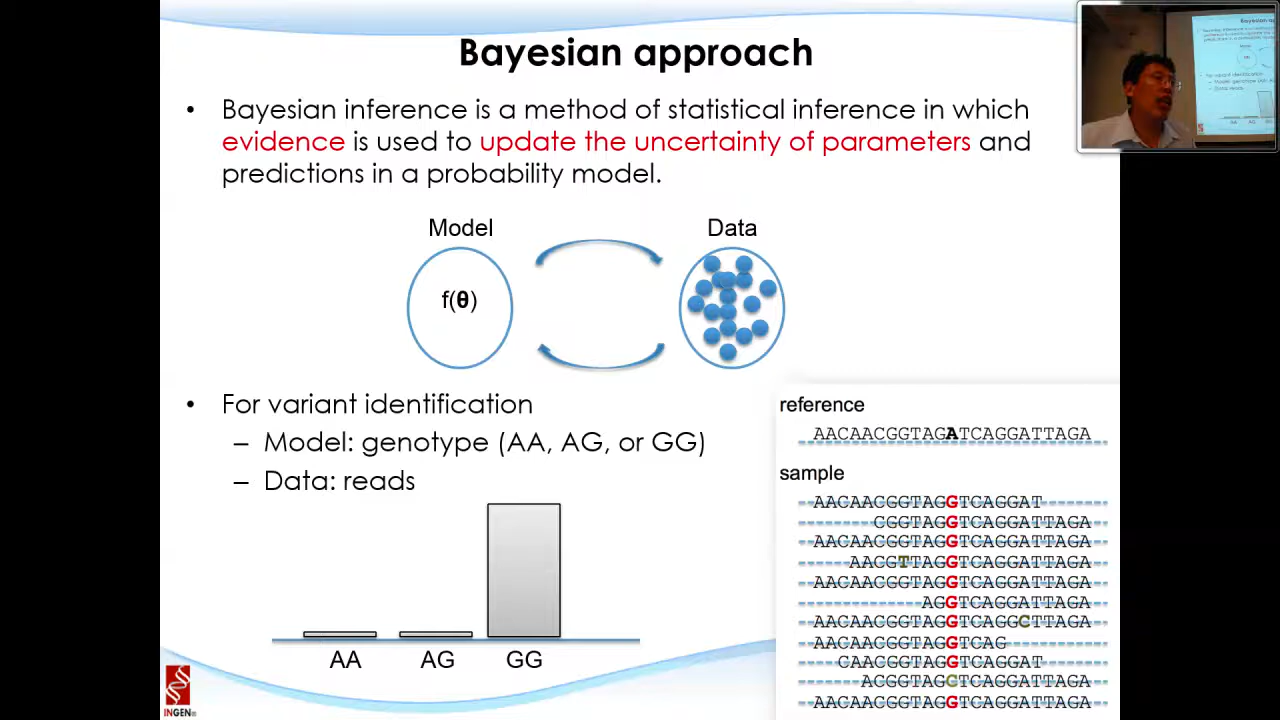 Bayesian approach
• Bayesian inference is a method of statistical inference in which
evidence is used to update the uncertainty of parameters and
predictions in a probability model.
Model
Data
f(θ)
• For variant identification
– Model: genotype (AA, AG, or GG)
– Data: reads
AA
AG
GG
reference
AACAACGGTAGATCAGGATTAGA
sample
AACAACGGTAGGTCAGGAT
CGGTAGGTCAGGATTAGA
AACAACGGTAGGTCAGGATTAGA
AACGTTAGGTCAGGATTAGA
AACAACGGTAGGTCAGGATTAGA
AGGTCAGGATTAGA
AACAACGGTAGGTCAGGCTTAGA
AACAACGGTAGGTCAG
CAACGGTAGGTCAGGAT
ACGGTAGCTCAGGATTAGA
AACAACGGTAGGTCAGGATTAGA
INGEN